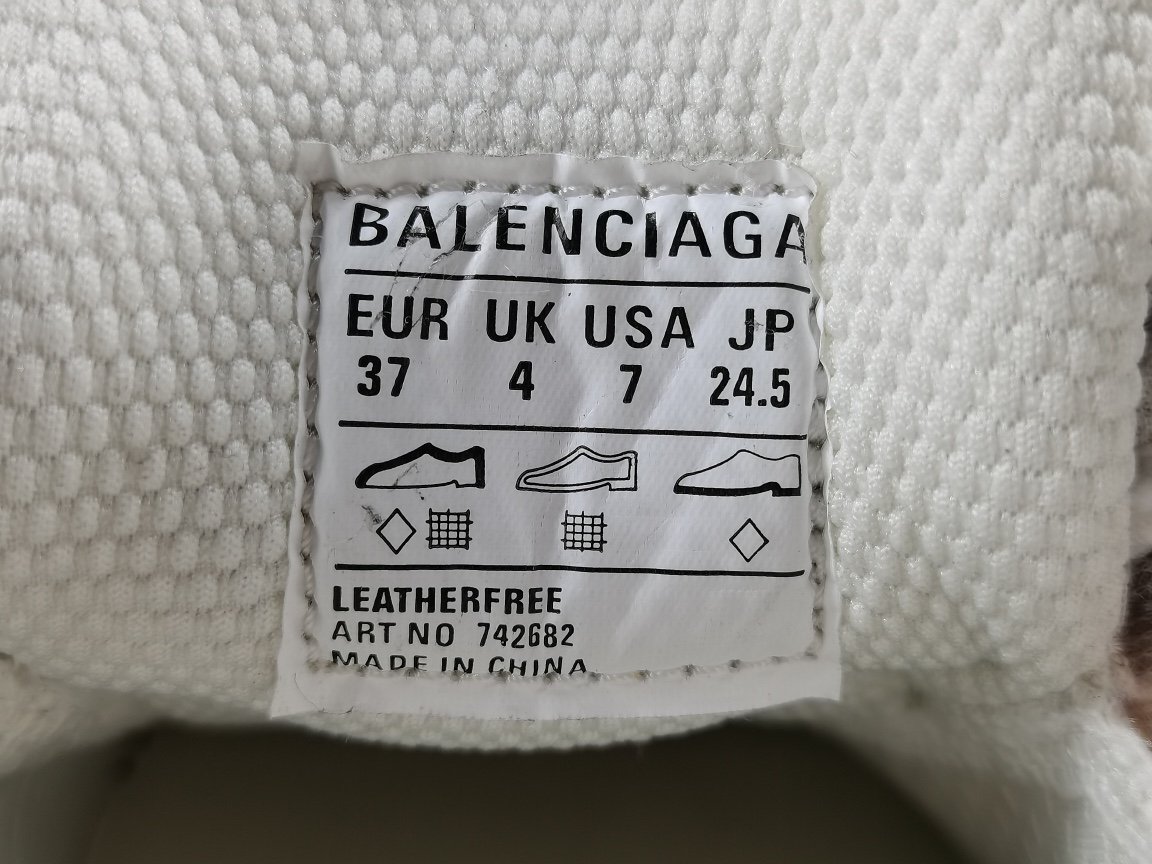 BALENCIAGA
EUR UK USA JP
37 4 7 24.5
LEATHERFREE
ART NO 742682
MADE IN CHINA